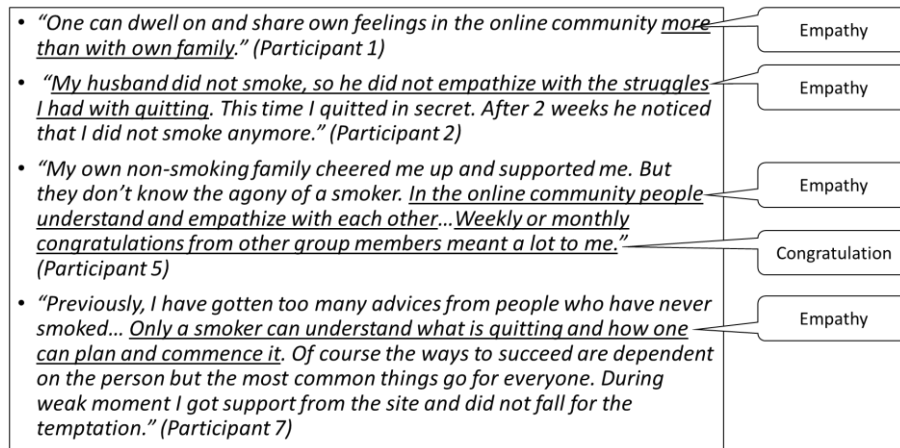 • “One can dwell on and share own feelings in the online community more
than with own family.” (Participant 1)
Empathy
• “My husband did not smoke, so he did not empathize with the struggles
I had with quitting. This time I quitted in secret. After 2 weeks he noticed
that I did not smoke anymore.” (Participant 2)
Empathy
• “My own non-smoking family cheered me up and supported me. But
they don’t know the agony of a smoker. In the online community people
understand and empathize with each other…Weekly or monthly
congratulations from other group members meant a lot to me.”
(Participant 5)
Empathy
Congratulation
• “Previously, I have gotten too many advices from people who have never
smoked… Only a smoker can understand what is quitting and how one
can plan and commence it. Of course the ways to succeed are dependent
on the person but the most common things go for everyone. During
weak moment I got support from the site and did not fall for the
temptation.” (Participant 7)
Empathy